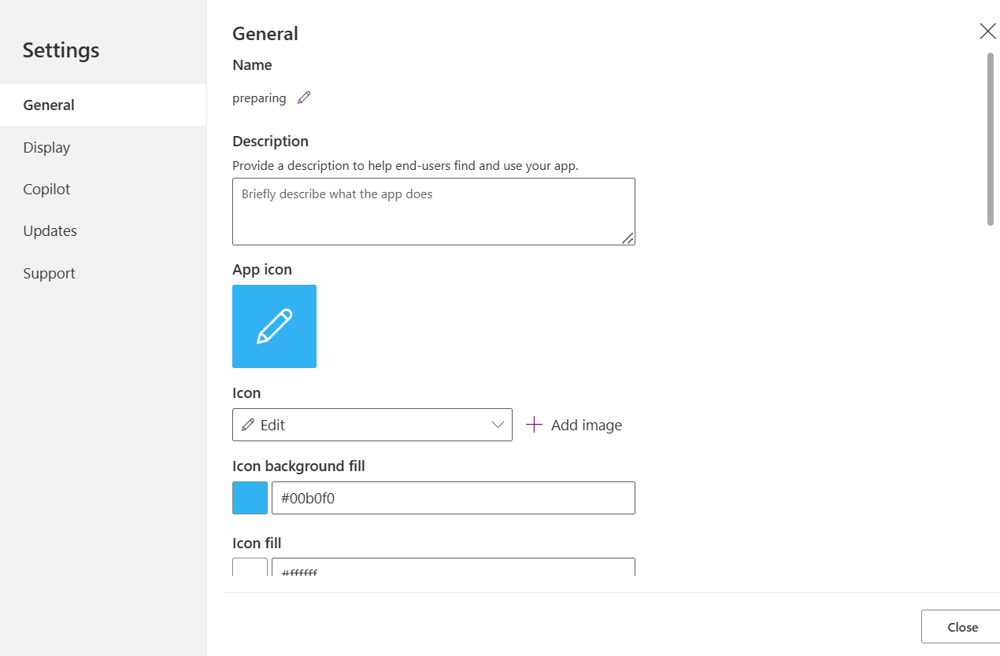 Settings
General
Display
Copilot
Updates
Support
General
Name
preparing
Description
Provide a description to help end-users find and use your app.
Briefly describe what the app does
App icon
Icon
Edit
Add image
Icon background fill
#00b0f0
Icon fill
#ffffff
Close